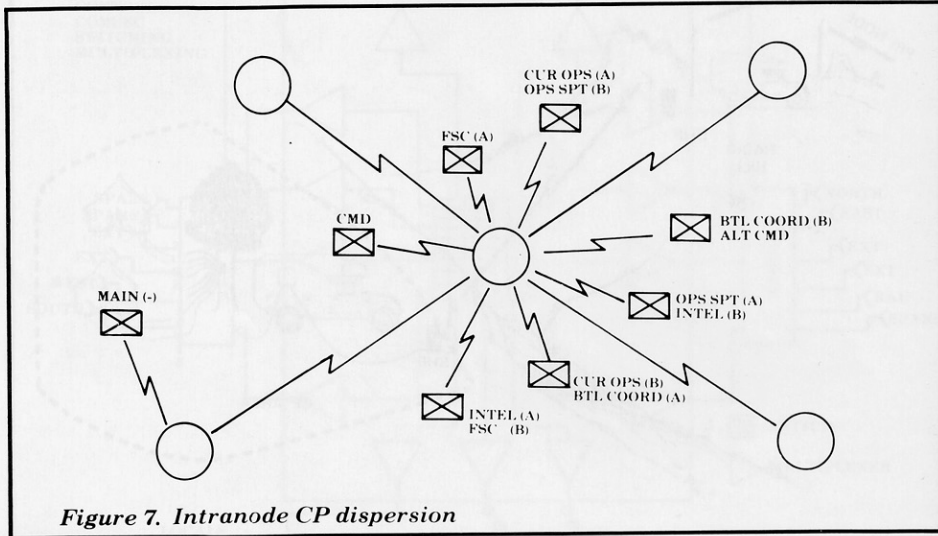 CUR OPS (A)
OPS SPT (B)
FSC (A)
CMD
BTL COORD (B)
ALT CMD
MAIN (-)
OPS SPT (A)
INTEL (B)
CUR OPS (B)
BTL COORD (A)
INTEL (A)
FSC (B)
Figure 7. Intranode CP dispersion